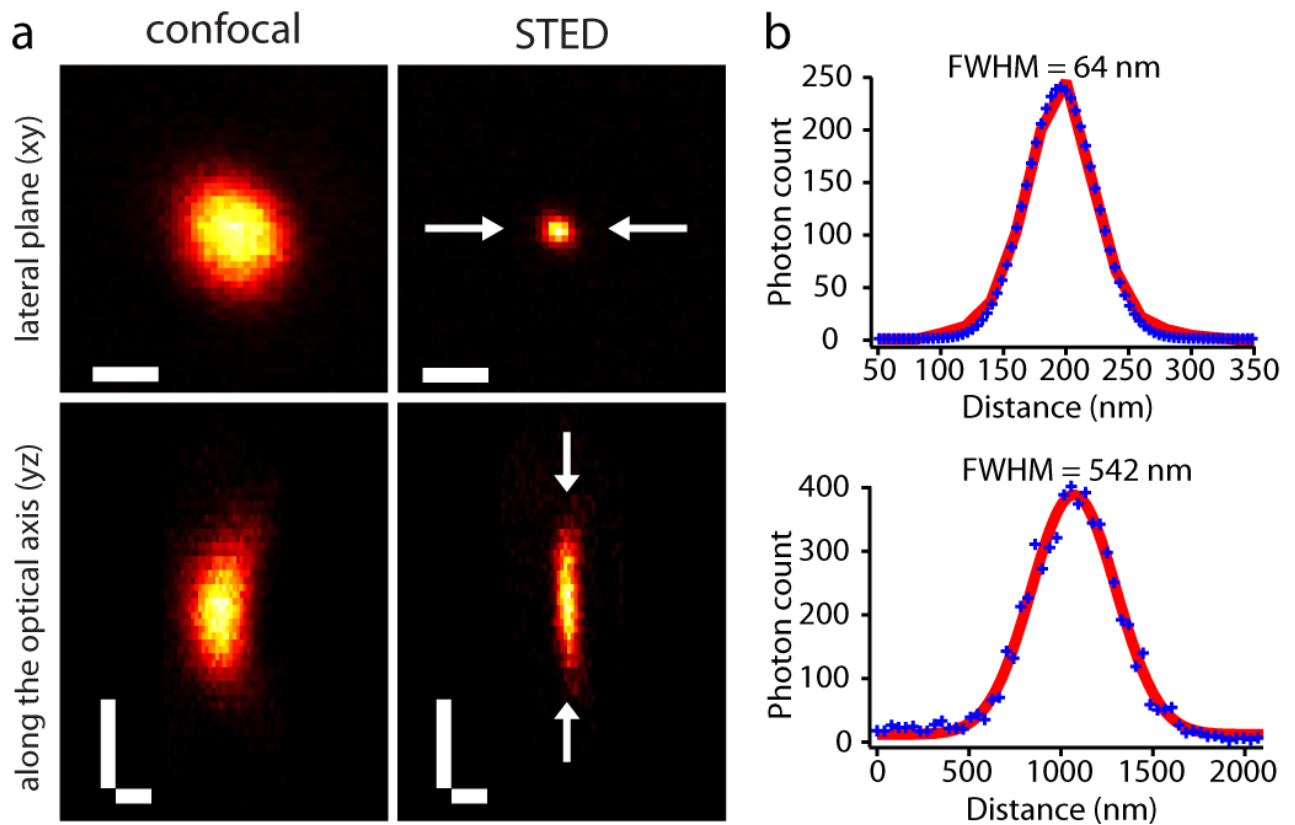 a
confocal
STED
lateral plane (xy)
along the optical axis (yz)
b
FWHM = 64 nm
Photon count
250
200
150
100
50
0
50 100 150 200 250 300 350
Distance (nm)
FWHM = 542 nm
Photon count
400
300
200
100
0
0 500 1000 1500 2000
Distance (nm)